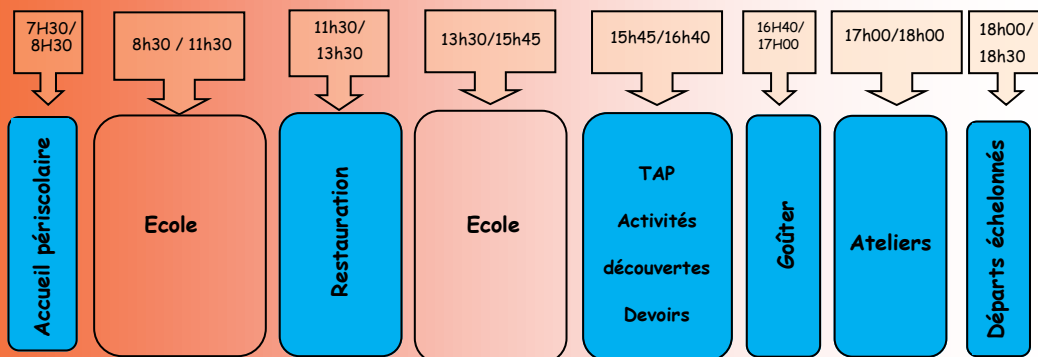 7H30/
8H30
8h30 / 11h30
11h30/
13h30
13h30/15h45
15h45/16h40
16H40/
17H00
17h00/18h00
18h00/
18h30
Accueil périscolaire
Ecole
Restauration
Ecole
TAP
Activités
découvertes
Devoirs
Goûter
Ateliers
Départs échelonnés